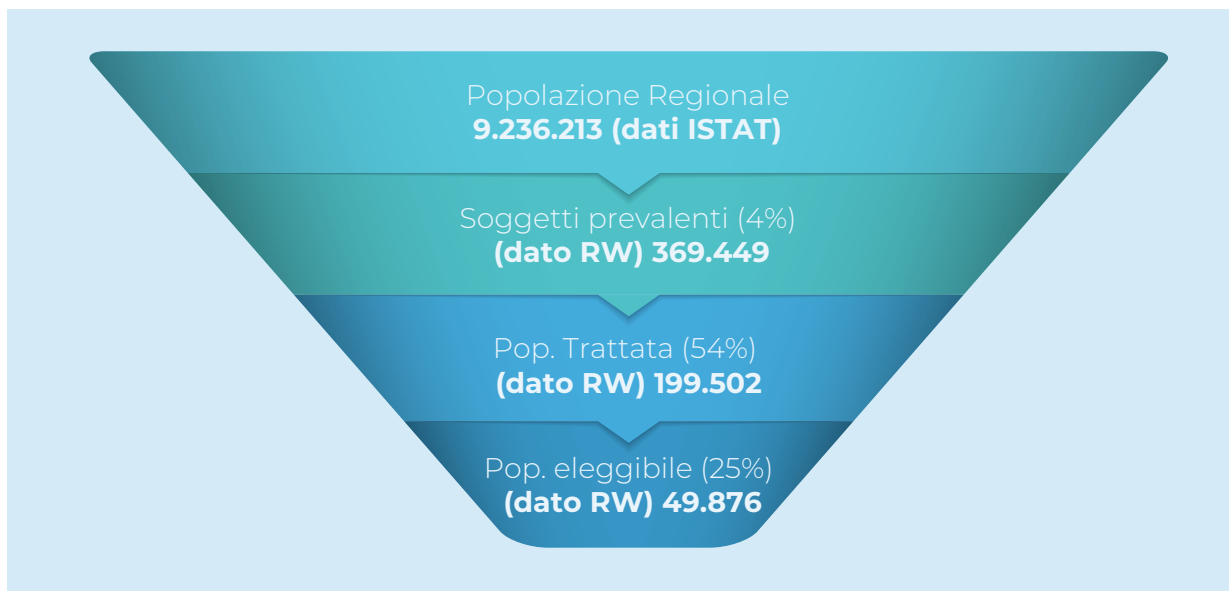 Popolazione Regionale
9.236.213 (dati ISTAT)
Soggetti prevalenti (4%)
(dato RW) 369.449
Pop. Trattata (54%)
(dato RW) 199.502
Pop. eleggibile (25%)
(dato RW) 49.876